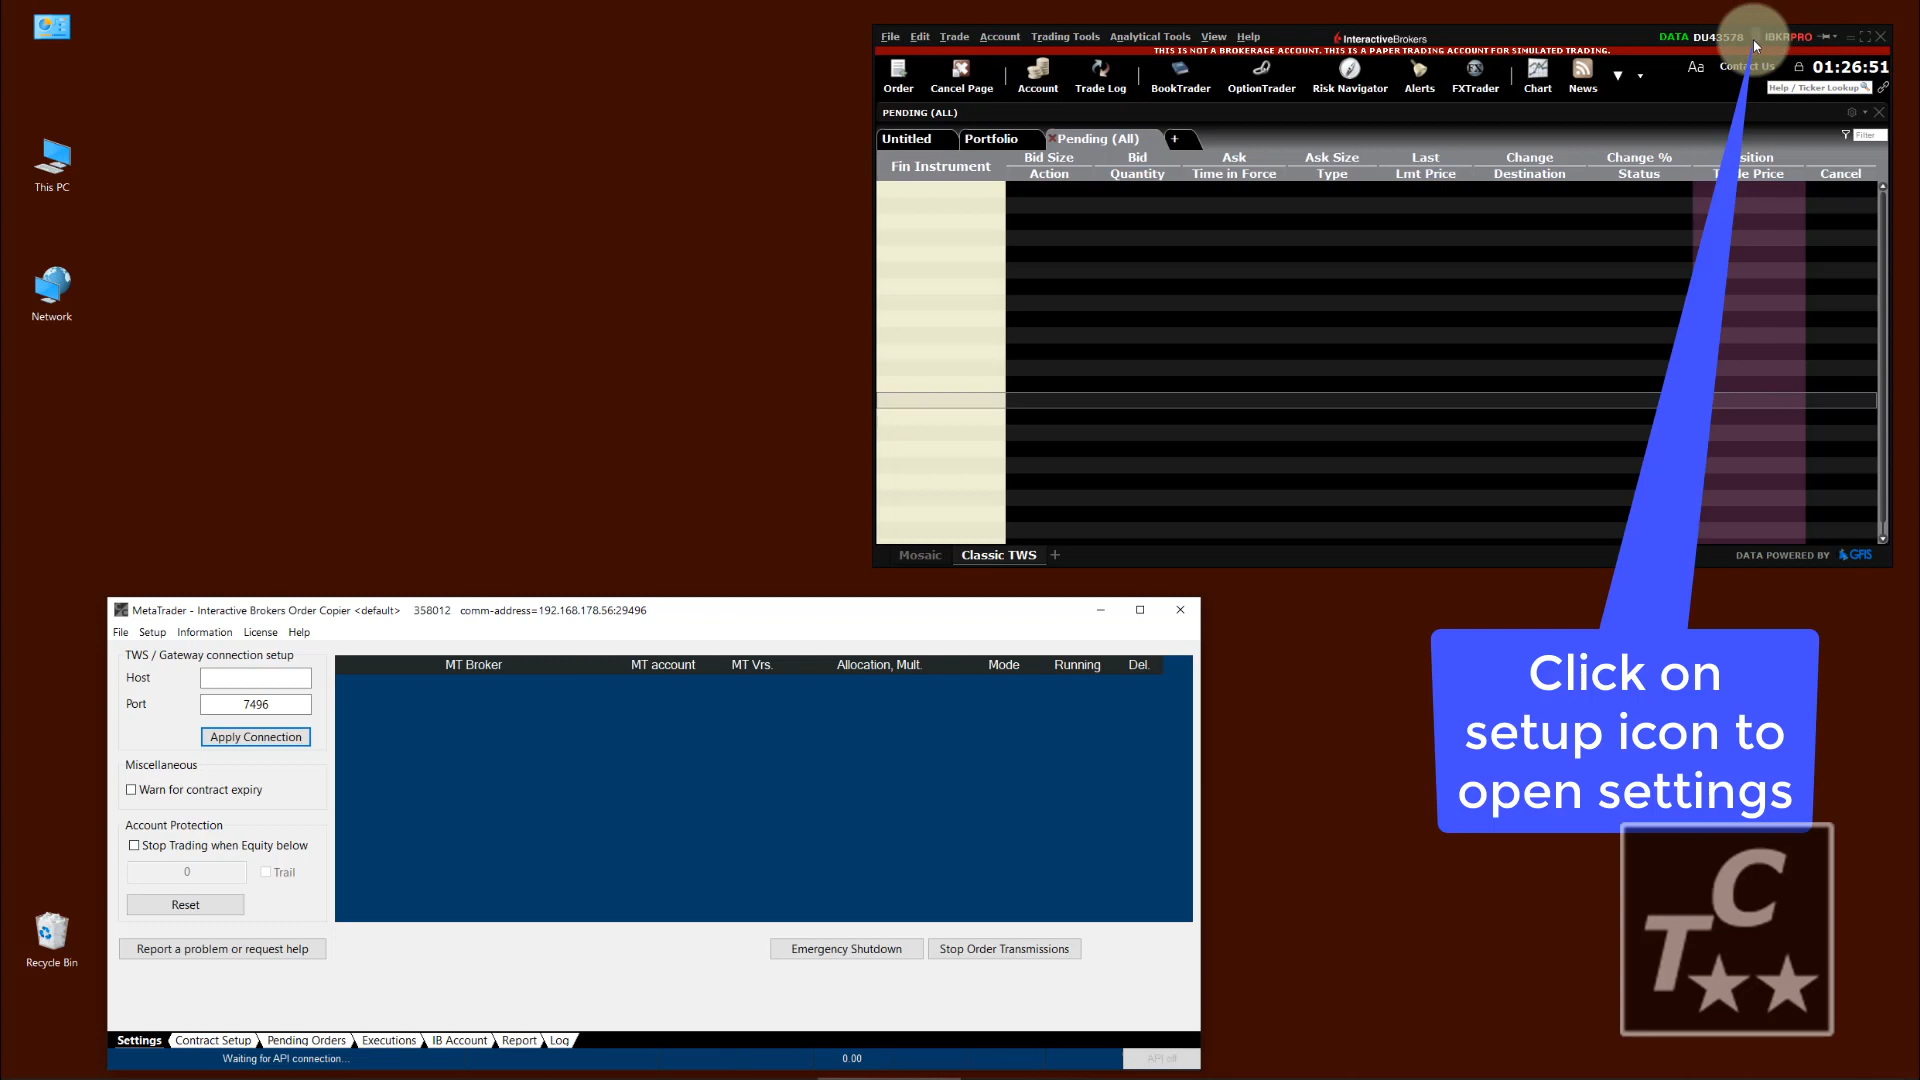 This PC
Network
Recycle Bin
File Edit Trade Account Trading Tools Analytical Tools View Help
InteractiveBrokers
DATA DU43578 IBKRPRO
THIS IS NOT A BROKERAGE ACCOUNT. THIS IS A PAPER TRADING ACCOUNT FOR SIMULATED TRADING.
Order Cancel Page Account Trade Log BookTrader OptionTrader Risk Navigator Alerts FXTrader Chart News
Aa Contact Us 01:26:51
Help / Ticker Lookup
PENDING (ALL)
Untitled Portfolio Pending (All) +
Filter
Fin Instrument
Bid Size Bid Ask Ask Size Last Change Change %
Action Quantity Time in Force Type Lmt Price Destination Status Price Cancel
Mosaic Classic TWS +
DATA POWERED BY GFIS
Click on
setup icon to
open settings
TC
MetaTrader - Interactive Brokers Order Copier <default> 358012 comm-address=192.168.178.56:29496
File Setup Information License Help
TWS / Gateway connection setup
Host
Port 7496
Apply Connection
Miscellaneous
Warn for contract expiry
Account Protection
Stop Trading when Equity below
0 Trail
Reset
MT Broker MT account MT Vrs. Allocation, Mult. Mode Running Del.
Report a problem or request help
Emergency Shutdown Stop Order Transmissions
Settings Contract Setup Pending Orders Executions IB Account Report Log
Waiting for API connection... 0.00 API off